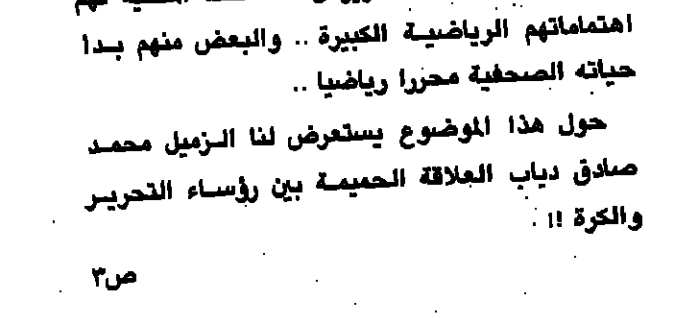 اهتماماتهم الرياضية الكبيرة .. والبعض منهم بدا
حياته الصحفية محررا رياضيا ..
حول هذا الموضوع يستعرض لنا الزميل محمد
صادق دياب العلاقة الحميمة بين رؤساء التحرير
والكرة !! .
ص٣